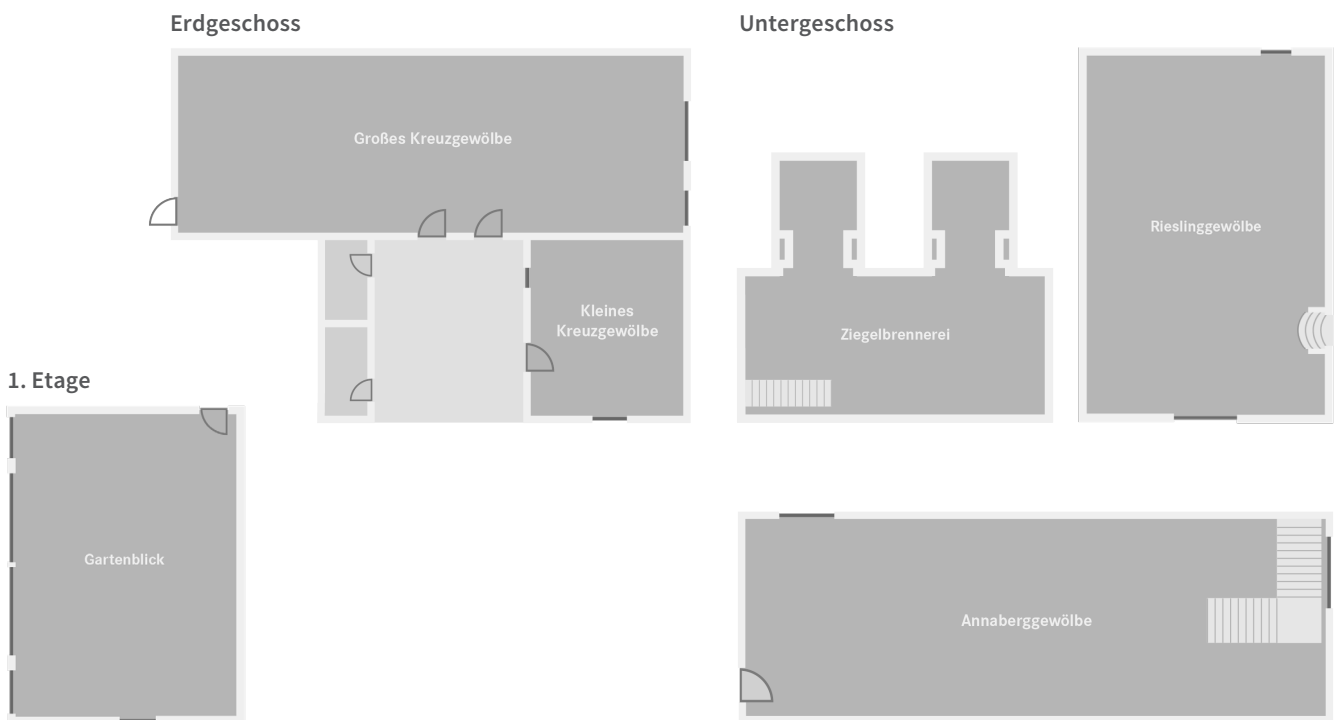 Erdgeschoss
Großes Kreuzgewölbe
Kleines
Kreuzgewölbe
1. Etage
Gartenblick
Untergeschoss
Rieslinggewölbe
Ziegelbrennerei
Annaberggewölbe